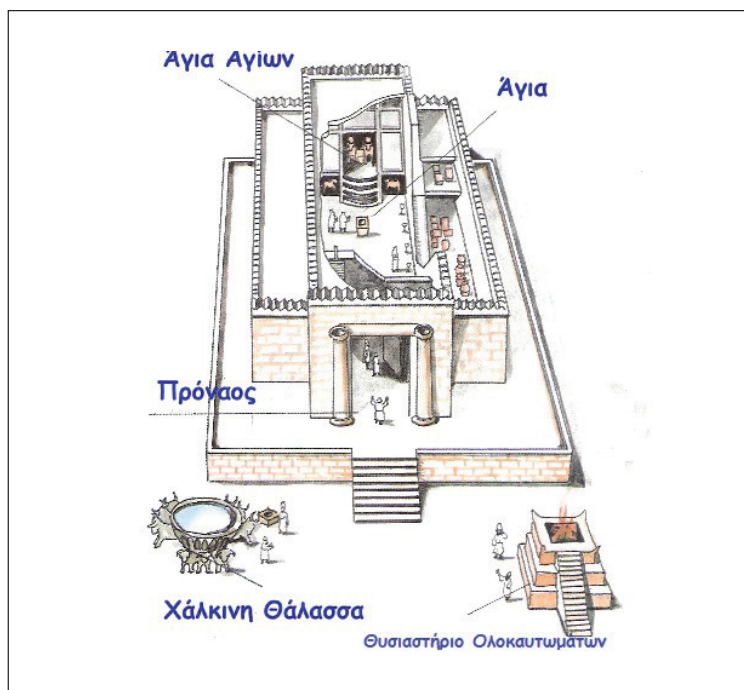 Άγια Αγίων
Άγια
Πρόναος
Χάλκινη Θάλασσα
Θυσιαστήριο Ολοκαυτωμάτων